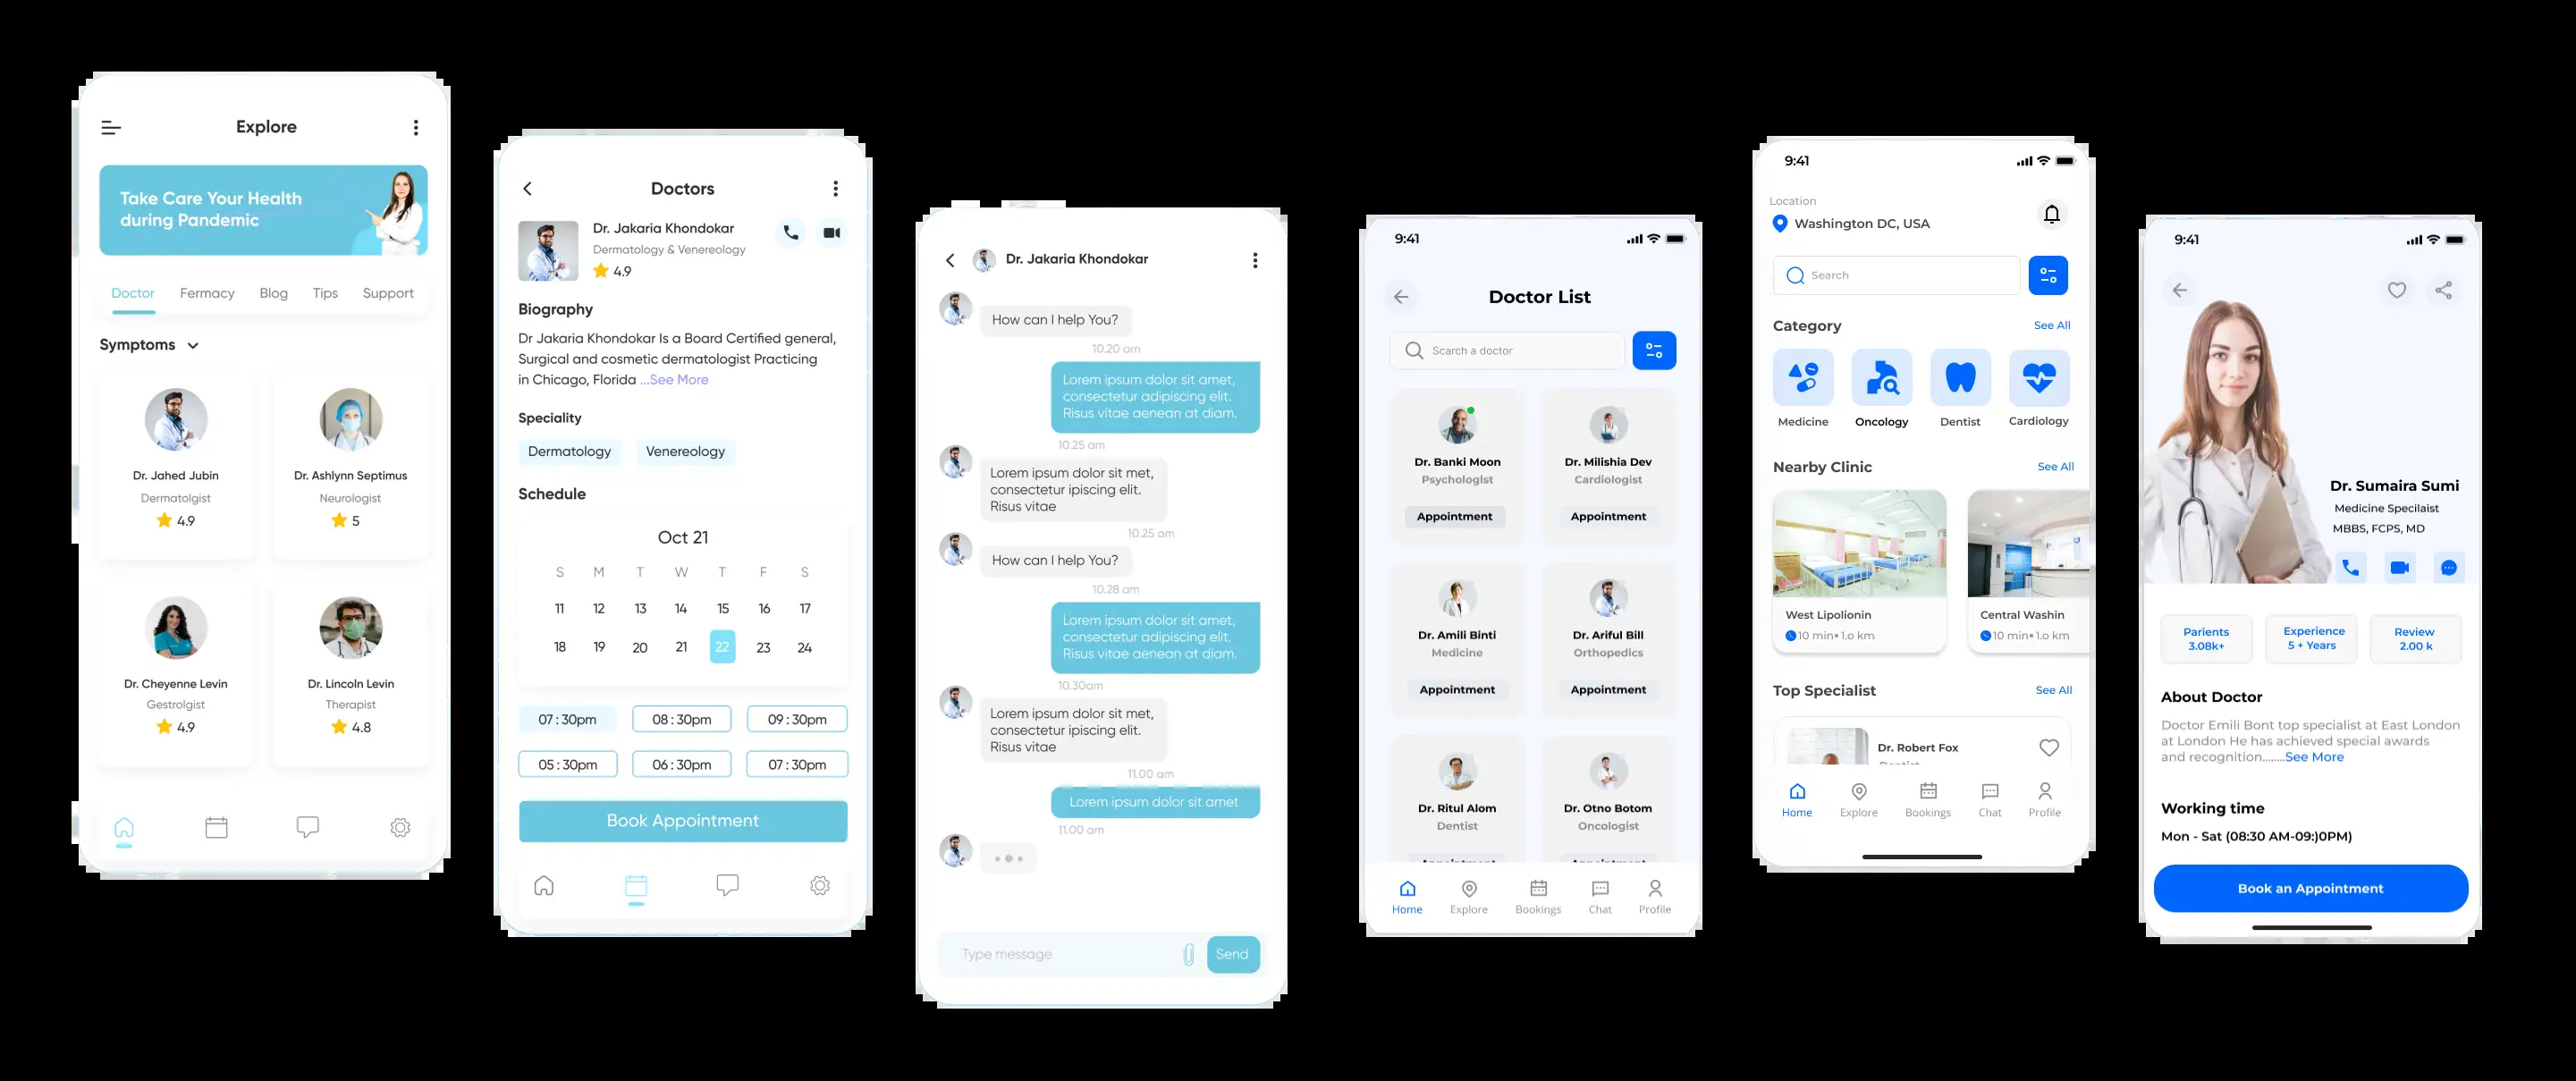 Explore
Take Care Your Health
during Pandemic
Doctor Fermacy Blog Tips Support
Symptoms
Dr. Jahed Jubin
Dermatolgist
4.9
Dr. Ashlynn Septimus
Neurologist
5
Dr. Cheyenne Levin
Gestrolgist
4.9
Dr. Lincoln Levin
Therapist
4.8
Doctors
Dr. Jakaria Khondokar
Dermatology & Venereology
4.9
Biography
Dr Jakaria Khondokar Is a Board Certified general,
Surgical and cosmetic dermatologist Practicing
in Chicago, Florida ...See More
Speciality
Dermatology Venereology
Schedule
Oct 21
S M T W T F S
11 12 13 14 15 16 17
18 19 20 21 22 23 24
07 : 30pm 08 : 30pm 09 : 30pm
05 : 30pm 06 : 30pm 07 : 30pm
Book Appointment
Dr. Jakaria Khondokar
How can I help You?
10.20 am
Lorem ipsum dolor sit amet,
consectetur adipiscing elit.
Risus vitae aenean at diam.
10.25 am
Lorem ipsum dolor sit met,
consectetur ipiscing elit.
Risus vitae
10.25 am
How can I help You?
10.28 am
Lorem ipsum dolor sit amet,
consectetur adipiscing elit.
Risus vitae aenean at diam.
10.30am
Lorem ipsum dolor sit met,
consectetur ipiscing elit.
Risus vitae
11.00 am
Lorem ipsum dolor sit amet
11.00 am
Type message
Send
9:41
Doctor List
Scarch a doctor
Dr. Banki Moon
Psychologlst
Appointment
Dr. Milishia Dev
Cardiologist
Appointment
Dr. Amili Binti
Medicine
Appointment
Dr. Ariful Bill
Orthopedics
Appointment
Dr. Ritul Alom
Dentist
Dr. Otno Botom
Oncologist
Home Explore Bookings Chat Profile
9:41
Location
Washington DC, USA
Search
Category See All
Medicine Oncology Dentist Cardiology
Nearby Clinic See All
West Lipolionin
10 min• 1.o km
Central Washin
10 min• 1.o km
Top Specialist See All
Dr. Robert Fox
Home Explore Bookings Chat Profile
9:41
Dr. Sumaira Sumi
Medicine Specilaist
MBBS, FCPS, MD
Parients
3.08k+
Experience
5 + Years
Review
2.00 k
About Doctor
Doctor Emili Bont top specialist at East London
at London He has achieved special awards
and recognition........See More
Working time
Mon - Sat (08:30 AM-09:)0PM)
Book an Appointment